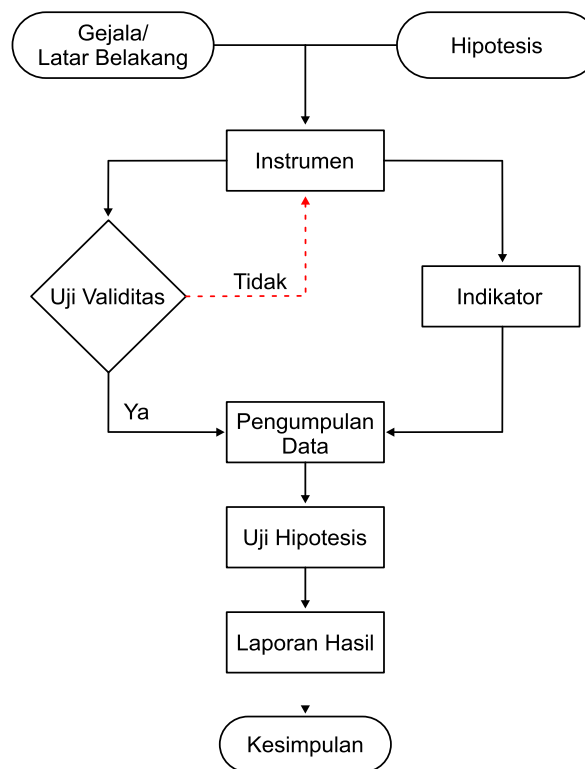 Gejala/
Latar Belakang
Hipotesis
Instrumen
Uji Validitas
Tidak
Indikator
Ya
Pengumpulan
Data
Uji Hipotesis
Laporan Hasil
Kesimpulan